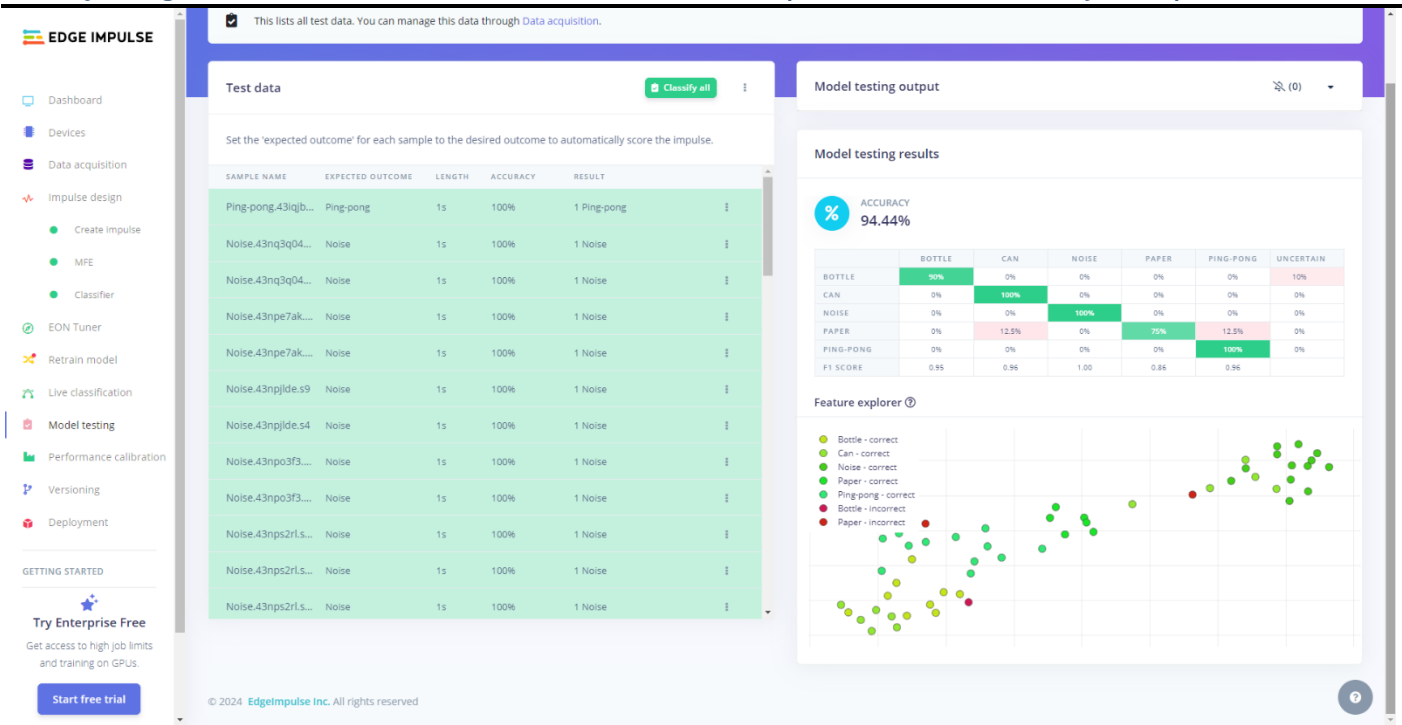 EDGE IMPULSE
Dashboard
Devices
Data acquisition
Impulse design
Create impulse
MFE
Classifier
EON Tuner
Retrain model
Live classification
Model testing
Performance calibration
Versioning
Deployment
GETTING STARTED
Try Enterprise Free
Get access to high job limits
and training on GPUs.
Start free trial
This lists all test data. You can manage this data through Data acquisition.
Test data
Classify all
Set the 'expected outcome' for each sample to the desired outcome to automatically score the impulse.
SAMPLE NAME EXPECTED OUTCOME LENGTH ACCURACY RESULT
Ping-pong.43iqjb... Ping-pong 1s 100% 1 Ping-pong
Noise.43nq3q04... Noise 1s 100% 1 Noise
Noise.43nq3q04... Noise 1s 100% 1 Noise
Noise.43npe7ak.... Noise 1s 100% 1 Noise
Noise.43npe7ak.... Noise 1s 100% 1 Noise
Noise.43npjlde.s9 Noise 1s 100% 1 Noise
Noise.43npjlde.s4 Noise 1s 100% 1 Noise
Noise.43npo3f3.... Noise 1s 100% 1 Noise
Noise.43npo3f3.... Noise 1s 100% 1 Noise
Noise.43nps2rl.s... Noise 1s 100% 1 Noise
Noise.43nps2rl.s... Noise 1s 100% 1 Noise
Noise.43nps2rl.s... Noise 1s 100% 1 Noise
Model testing output
(0)
Model testing results
%
ACCURACY
94.44%
BOTTLE CAN NOISE PAPER PING-PONG UNCERTAIN
BOTTLE 90% 0% 0% 0% 0% 10%
CAN 0% 100% 0% 0% 0% 0%
NOISE 0% 0% 100% 0% 0% 0%
PAPER 0% 12.5% 0% 75% 12.5% 0%
PING-PONG 0% 0% 0% 0% 100% 0%
F1 SCORE 0.95 0.96 1.00 0.86 0.96
Feature explorer ?
Bottle - correct
Can - correct
Noise - correct
Paper - correct
Ping-pong - correct
Bottle - incorrect
Paper - incorrect
© 2024 EdgeImpulse Inc. All rights reserved
?